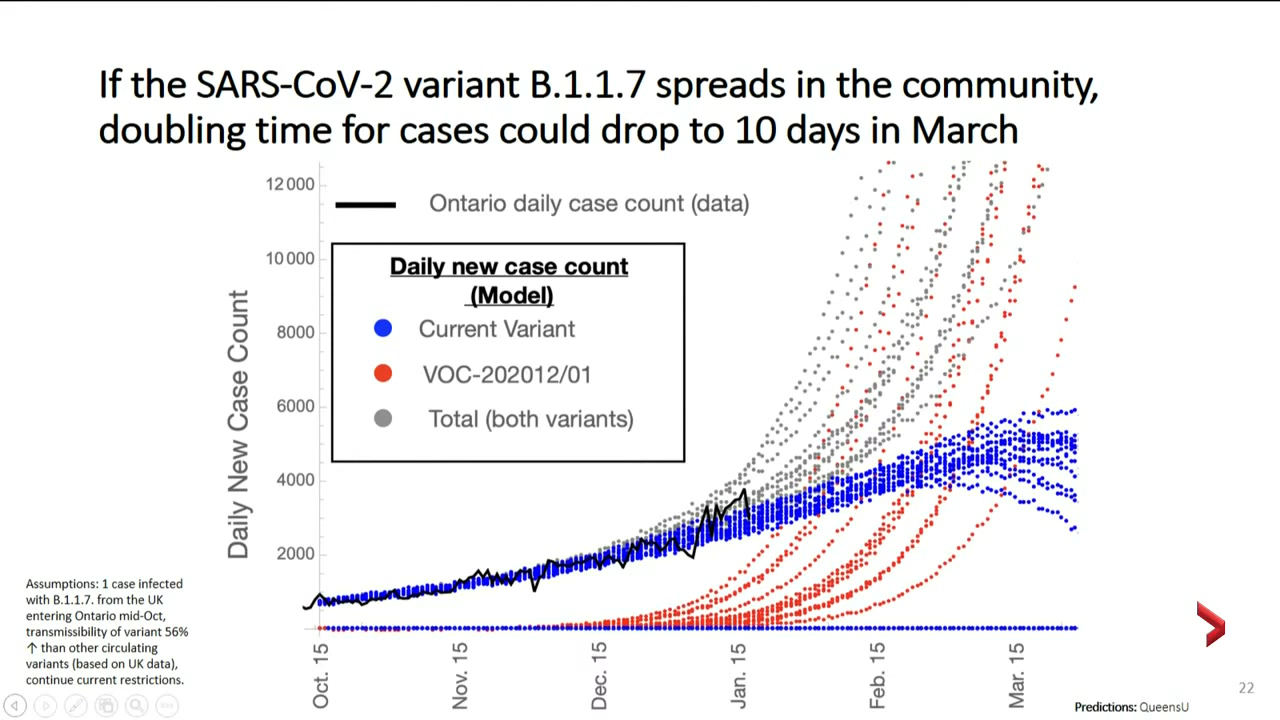 If the SARS-CoV-2 variant B.1.1.7 spreads in the community,
doubling time for cases could drop to 10 days in March
Daily New Case Count
12 000
10 000
8000
6000
4000
2000
Ontario daily case count (data)
Daily new case count
(Model)
Current Variant
VOC-202012/01
Total (both variants)
Oct. 15
Nov. 15
Dec. 15
Jan. 15
Feb. 15
Mar. 15
Assumptions: 1 case infected
with B.1.1.7. from the UK
entering Ontario mid-Oct,
transmissibility of variant 56%
↑ than other circulating
variants (based on UK data),
continue current restrictions.
22
Predictions: QueensU